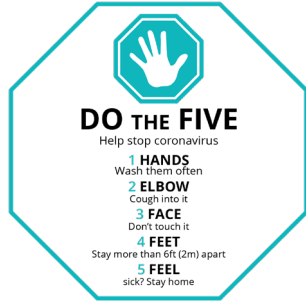 DO THE FIVE
Help stop coronavirus
1 HANDS
Wash them often
2 ELBOW
Cough into it
3 FACE
Don't touch it
4 FEET
Stay more than 6ft (2m) apart
5 FEEL
sick? Stay home